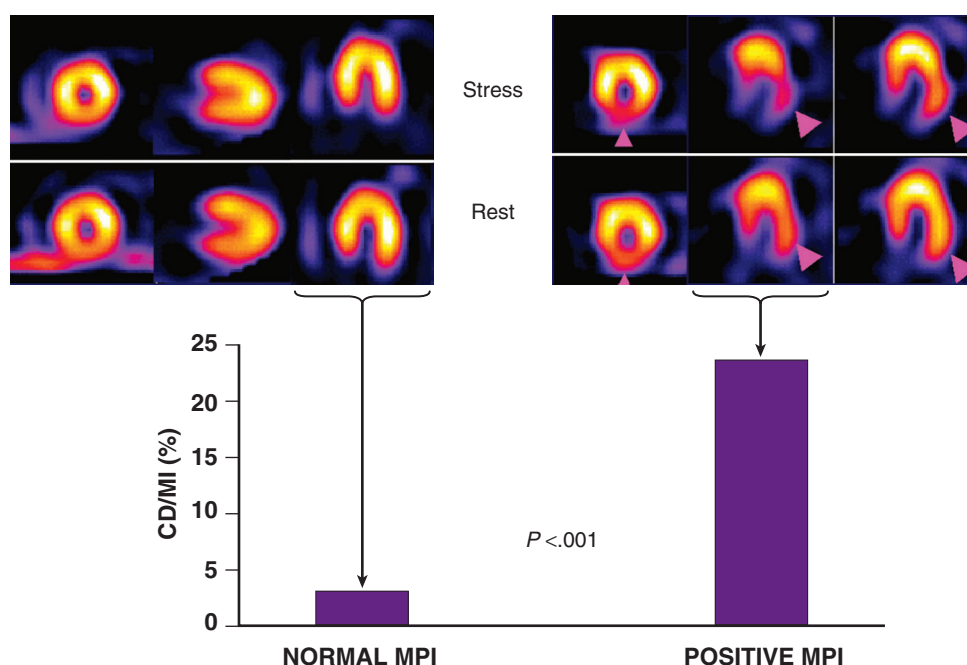 Stress
Rest
25
20
15
10
5
0
CD/MI (%)
P <.001
NORMAL MPI
POSITIVE MPI